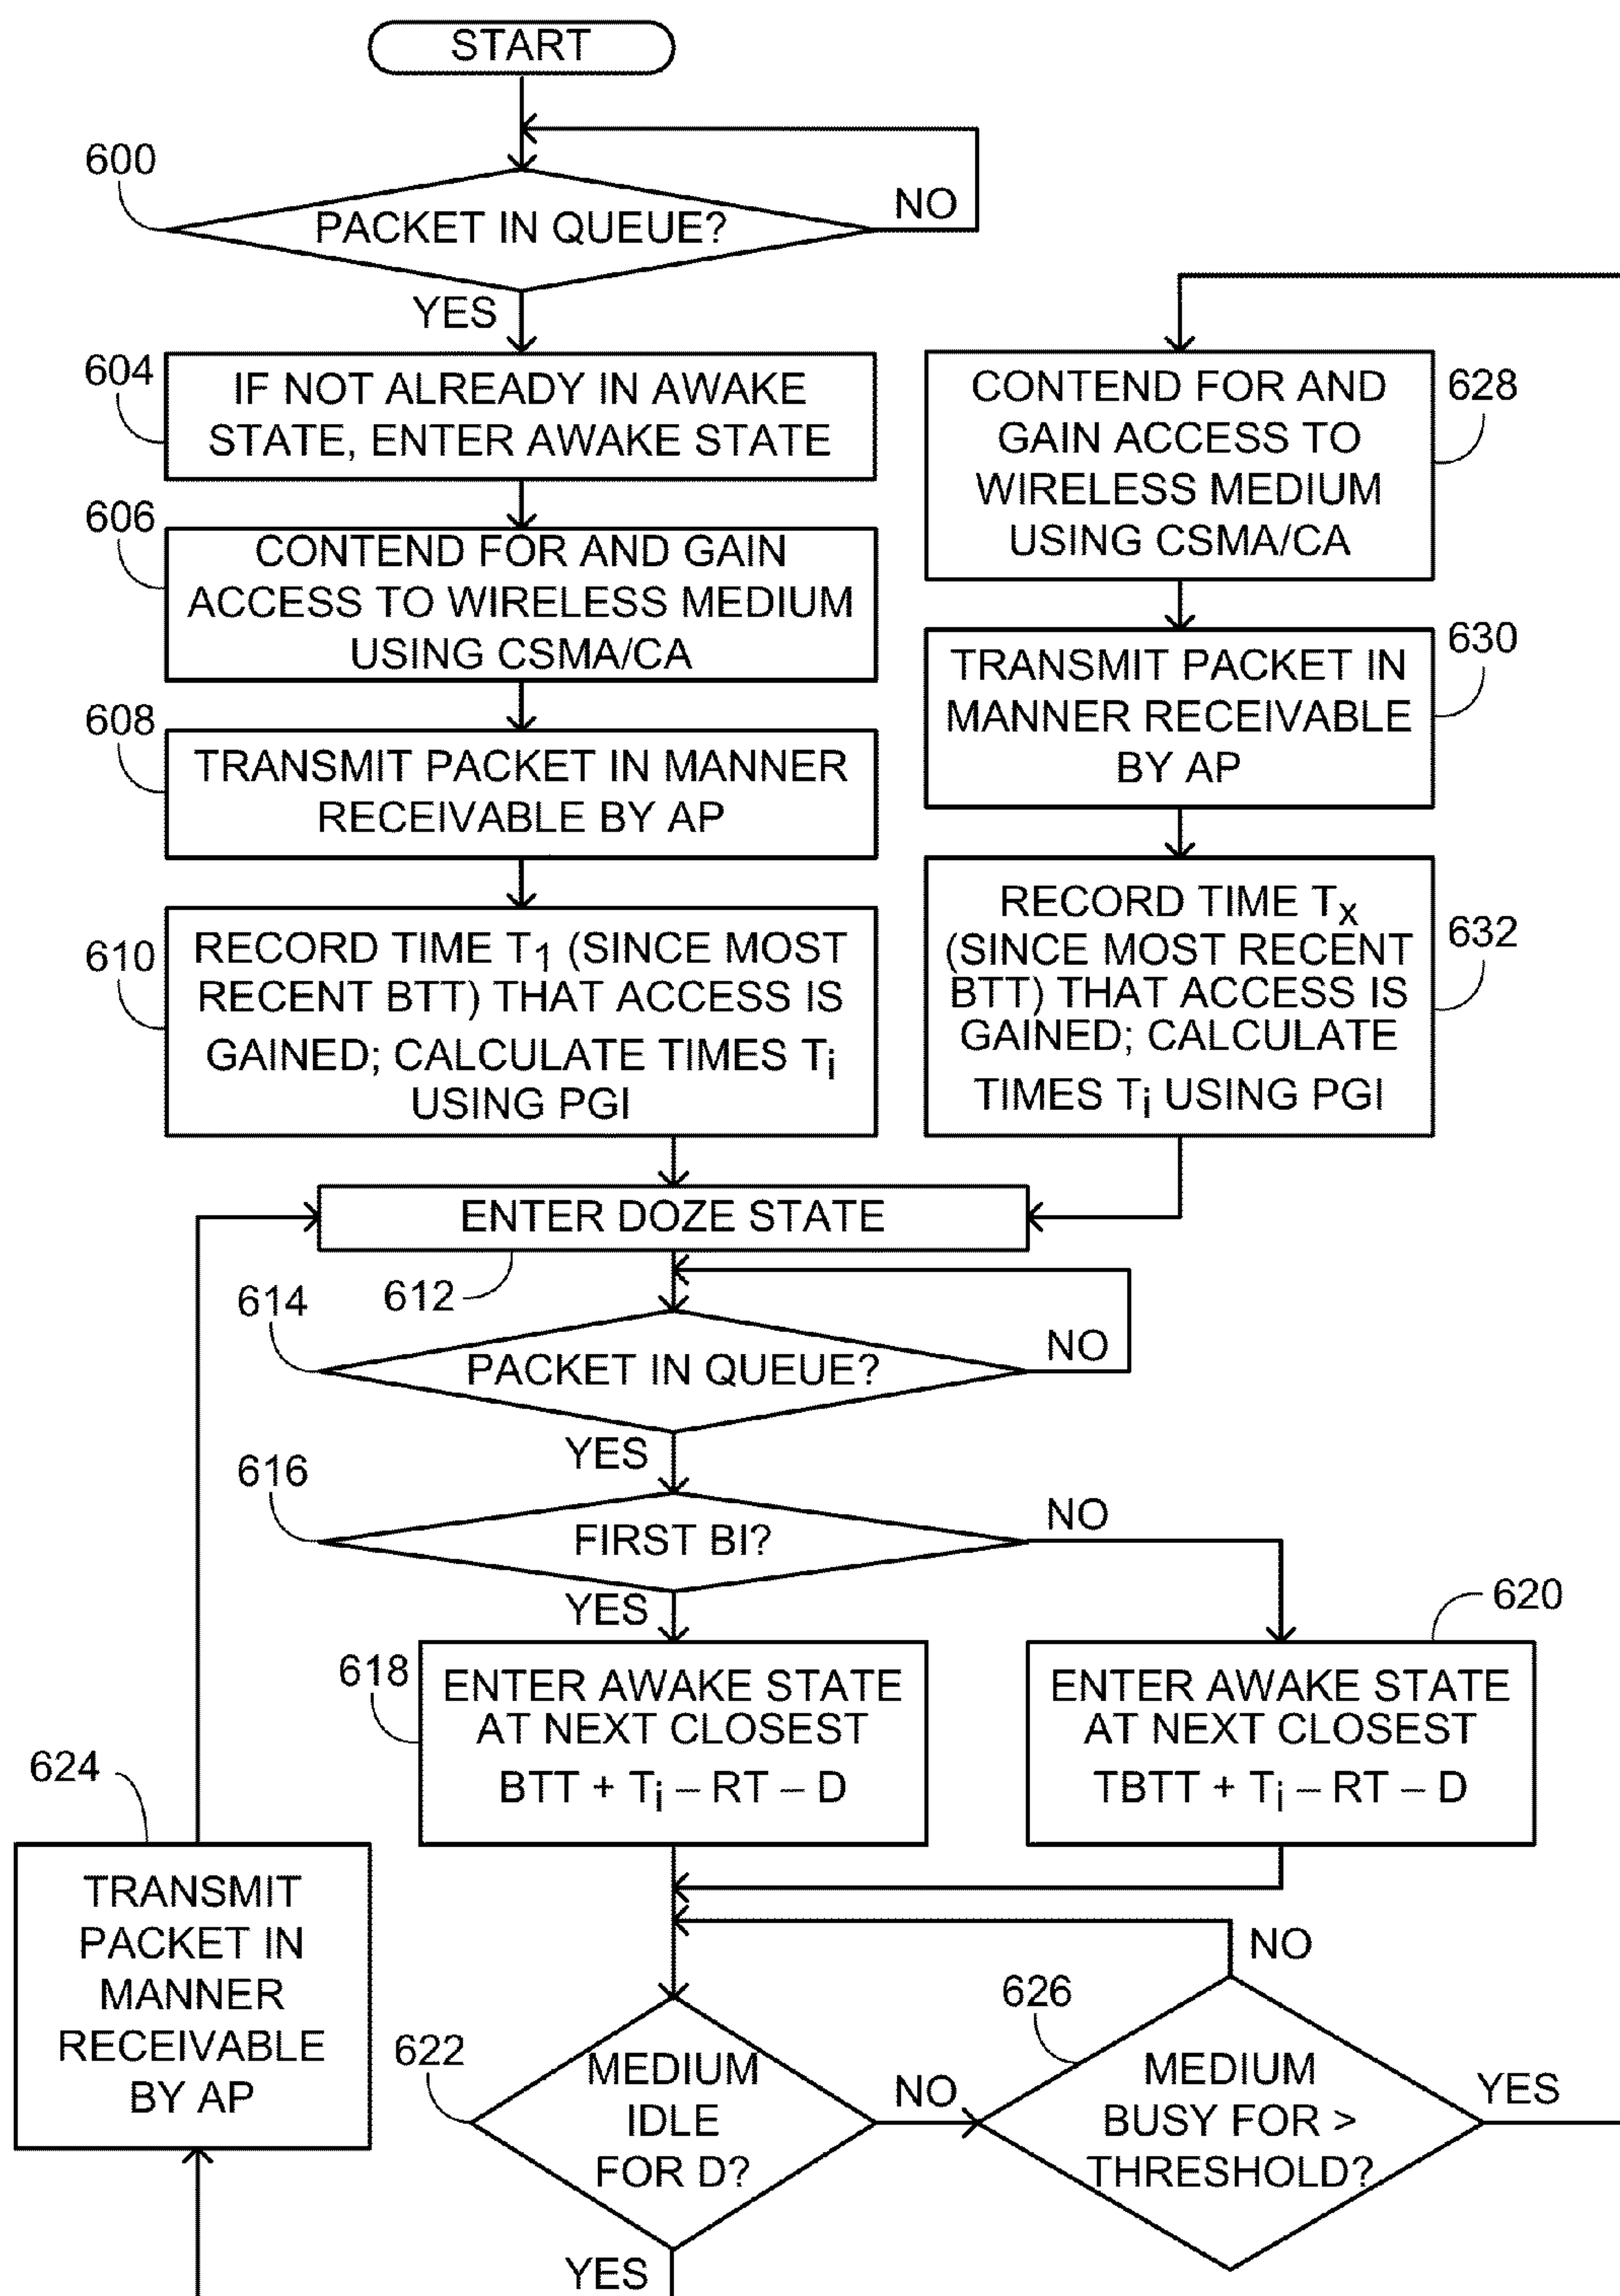 START
600
PACKET IN QUEUE?
NO
YES
604
IF NOT ALREADY IN AWAKE
STATE, ENTER AWAKE STATE
606
CONTEND FOR AND GAIN
ACCESS TO WIRELESS MEDIUM
USING CSMA/CA
608
TRANSMIT PACKET IN MANNER
RECEIVABLE BY AP
610
RECORD TIME T1 (SINCE MOST
RECENT BTT) THAT ACCESS IS
GAINED; CALCULATE TIMES Ti
USING PGI
628
CONTEND FOR AND
GAIN ACCESS TO
WIRELESS MEDIUM
USING CSMA/CA
630
TRANSMIT PACKET IN
MANNER RECEIVABLE
BY AP
632
RECORD TIME Tx
(SINCE MOST RECENT
BTT) THAT ACCESS IS
GAINED; CALCULATE
TIMES Ti USING PGI
ENTER DOZE STATE
612
614
PACKET IN QUEUE?
NO
YES
616
FIRST BI?
NO
YES
618
ENTER AWAKE STATE
AT NEXT CLOSEST
BTT + Ti – RT – D
620
ENTER AWAKE STATE
AT NEXT CLOSEST
TBTT + Ti – RT – D
624
TRANSMIT
PACKET IN
MANNER
RECEIVABLE
BY AP
622
MEDIUM
IDLE
FOR D?
NO
YES
626
MEDIUM
BUSY FOR >
THRESHOLD?
NO
YES